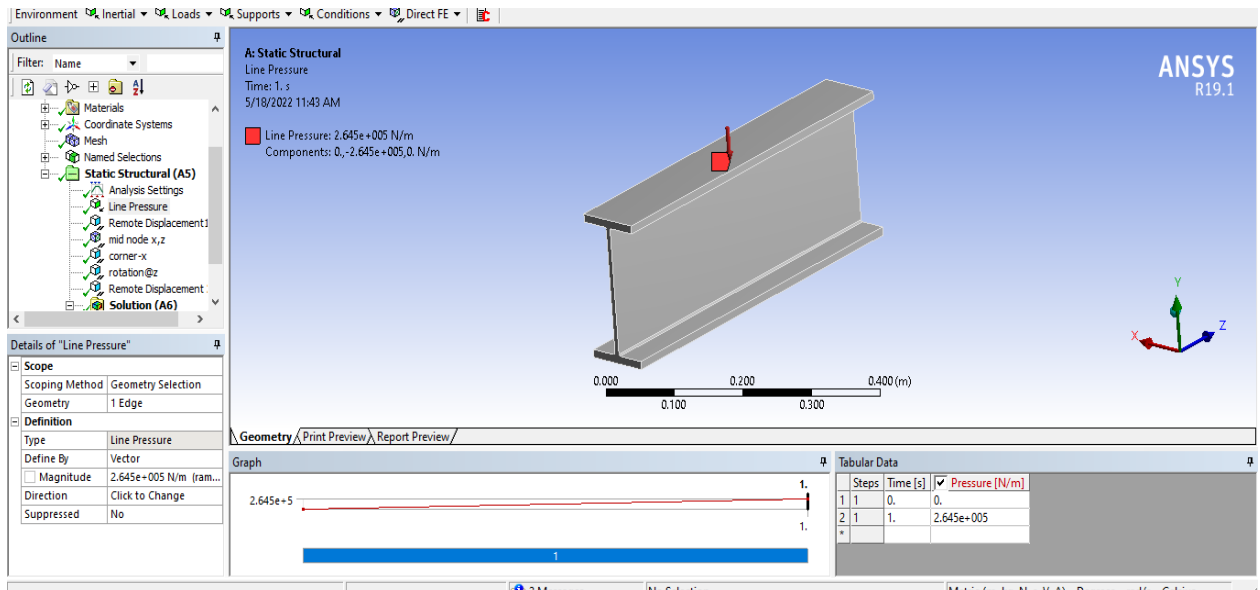 Environment Inertial Loads Supports Conditions Direct FE
Outline
Filter: Name
Materials
Coordinate Systems
Mesh
Named Selections
Static Structural (A5)
Analysis Settings
Line Pressure
Remote Displacement1
mid node x,z
corner-x
rotation@z
Remote Displacement
Solution (A6)
Details of "Line Pressure"
Scope
Scoping Method Geometry Selection
Geometry 1 Edge
Definition
Type Line Pressure
Define By Vector
Magnitude 2.645e+005 N/m (ram...
Direction Click to Change
Suppressed No
A: Static Structural
Line Pressure
Time: 1. s
5/18/2022 11:43 AM
Line Pressure: 2.645e+005 N/m
Components: 0.,-2.645e+005,0. N/m
ANSYS
R19.1
Y
X
Z
0.000 0.200 0.400 (m)
0.100 0.300
Geometry Print Preview Report Preview
Graph
1.
2.645e+5
1.
1
Tabular Data
Steps Time [s] Pressure [N/m]
1 1 0. 0.
2 1 1. 2.645e+005
*